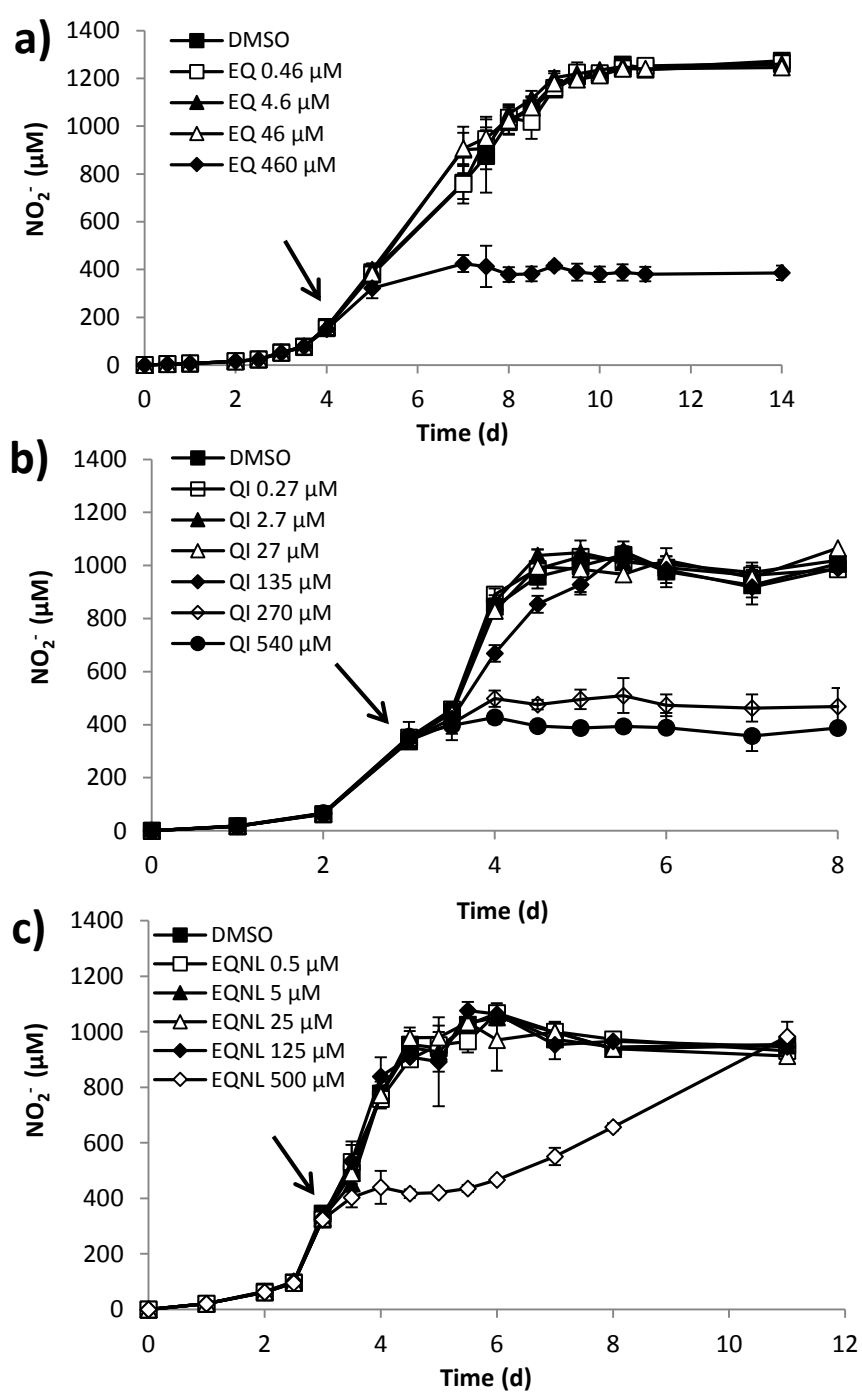 a)
1400
1200
1000
800
600
400
200
0
NO₂⁻ (µM)
DMSO
EQ 0.46 µM
EQ 4.6 µM
EQ 46 µM
EQ 460 µM
0 2 4 6 8 10 12 14
Time (d)
b)
1400
1200
1000
800
600
400
200
0
NO₂⁻ (µM)
DMSO
QI 0.27 µM
QI 2.7 µM
QI 27 µM
QI 135 µM
QI 270 µM
QI 540 µM
0 2 4 6 8
Time (d)
c)
1400
1200
1000
800
600
400
200
0
NO₂⁻ (µM)
DMSO
EQNL 0.5 µM
EQNL 5 µM
EQNL 25 µM
EQNL 125 µM
EQNL 500 µM
0 2 4 6 8 10 12
Time (d)